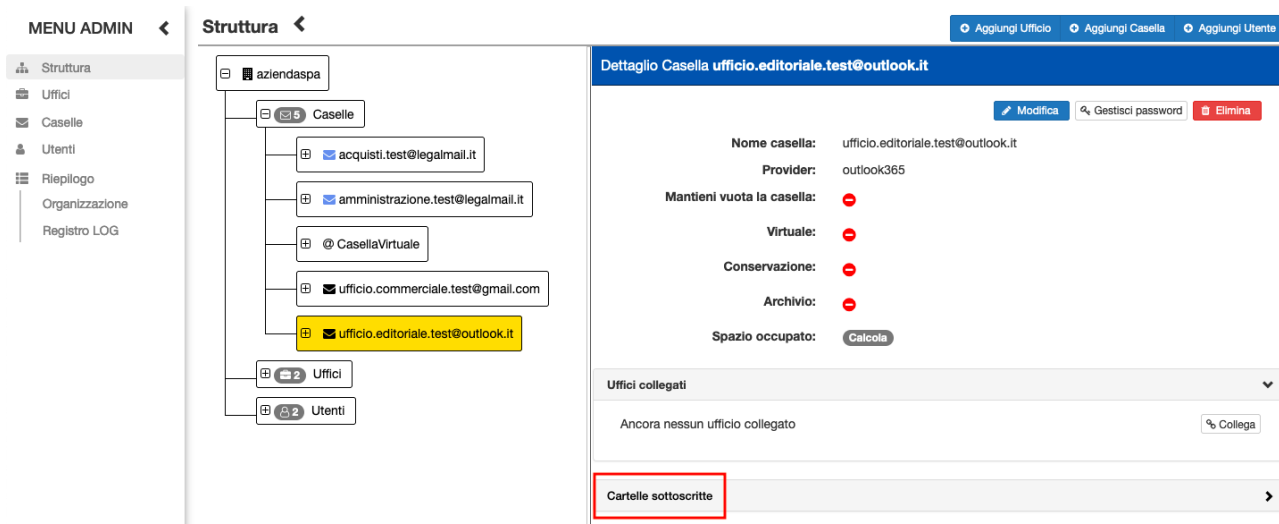 MENU ADMIN
Struttura
Uffici
Caselle
Utenti
Riepilogo
Organizzazione
Registro LOG
Struttura
Aggiungi Ufficio
Aggiungi Casella
Aggiungi Utente
aziendaspa
5 Caselle
acquisti.test@legalmail.it
amministrazione.test@legalmail.it
@ CasellaVirtuale
ufficio.commerciale.test@gmail.com
ufficio.editoriale.test@outlook.it
2 Uffici
2 Utenti
Dettaglio Casella ufficio.editoriale.test@outlook.it
Modifica
Gestisci password
Elimina
Nome casella: ufficio.editoriale.test@outlook.it
Provider: outlook365
Mantieni vuota la casella:
Virtuale:
Conservazione:
Archivio:
Spazio occupato: Calcola
Uffici collegati
Ancora nessun ufficio collegato
Collega
Cartelle sottoscritte